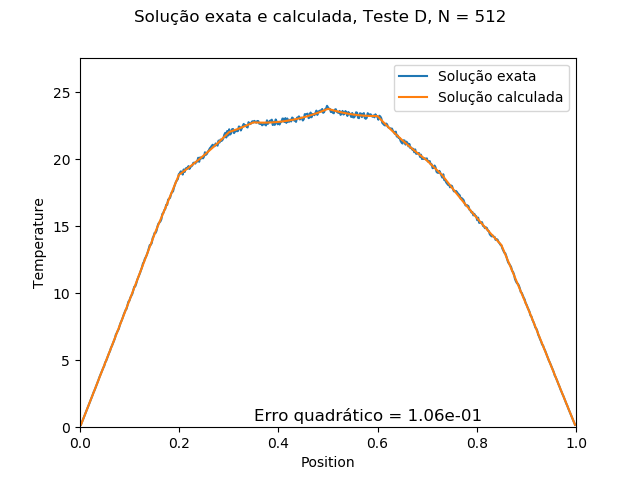 Solução exata e calculada, Teste D, N = 512
Solução exata
Solução calculada
25
20
15
10
5
0
Temperature
Erro quadrático = 1.06e-01
0.0 0.2 0.4 0.6 0.8 1.0
Position